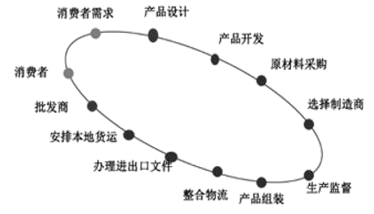 消费者需求
产品设计
产品开发
原材料采购
选择制造商
生产监督
产品组装
整合物流
办理进出口文件
安排本地货运
批发商
消费者